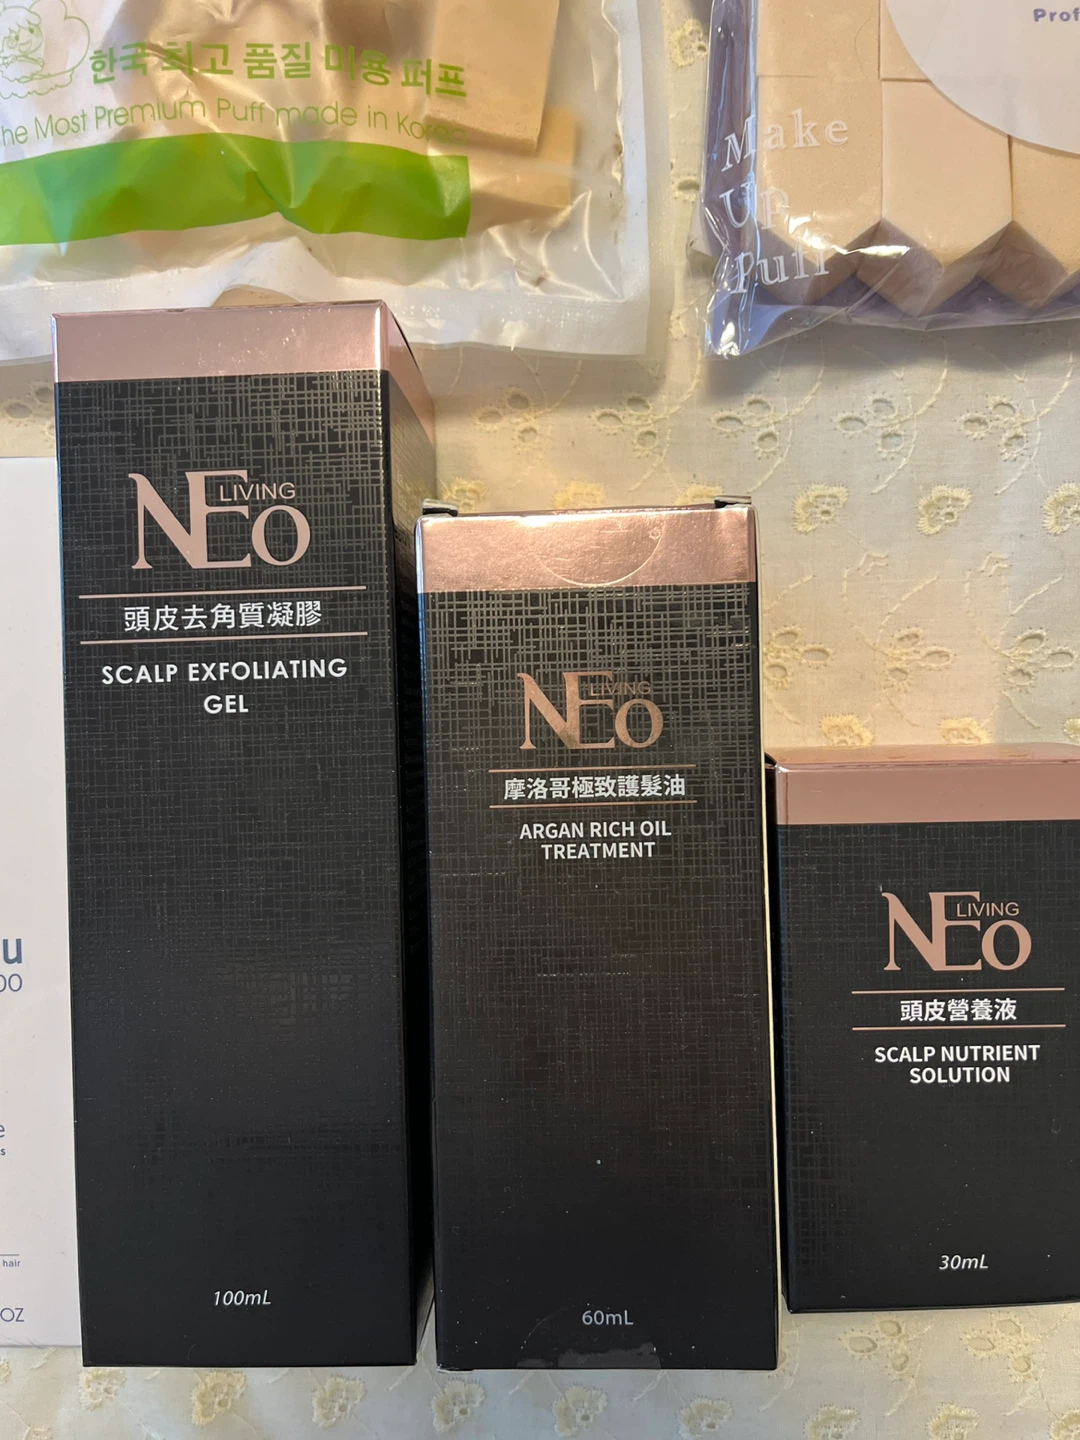 한국 최고 품질 미용 퍼프
The Most Premium Puff made in Korea
Prof
Make
Up
Puff
NEO LIVING
頭皮去角質凝膠
SCALP EXFOLIATING
GEL
100mL
NEO LIVING
摩洛哥極致護髮油
ARGAN RICH OIL
TREATMENT
60mL
NEO LIVING
頭皮營養液
SCALP NUTRIENT
SOLUTION
30mL
hair
OZ